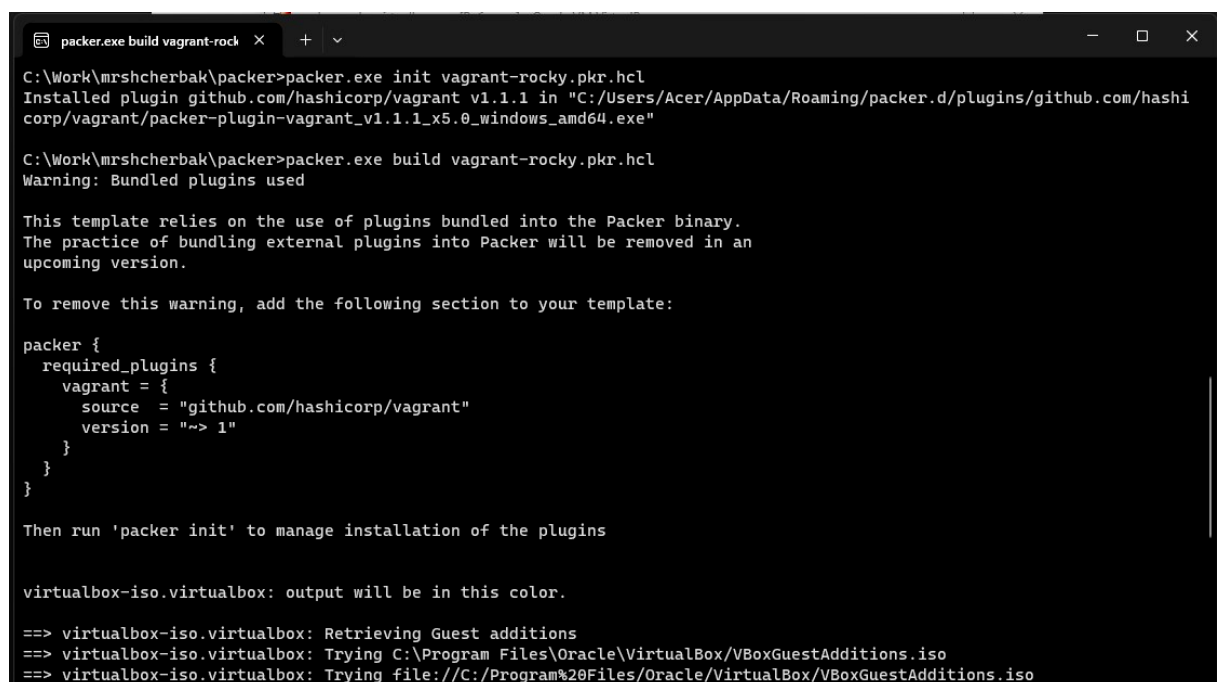 packer.exe build vagrant-rock
C:\Work\mrshcherbak\packer>packer.exe init vagrant-rocky.pkr.hcl
Installed plugin github.com/hashicorp/vagrant v1.1.1 in "C:/Users/Acer/AppData/Roaming/packer.d/plugins/github.com/hashi
corp/vagrant/packer-plugin-vagrant_v1.1.1_x5.0_windows_amd64.exe"
C:\Work\mrshcherbak\packer>packer.exe build vagrant-rocky.pkr.hcl
Warning: Bundled plugins used
This template relies on the use of plugins bundled into the Packer binary.
The practice of bundling external plugins into Packer will be removed in an
upcoming version.
To remove this warning, add the following section to your template:
packer {
  required_plugins {
    vagrant = {
      source  = "github.com/hashicorp/vagrant"
      version = "~> 1"
    }
  }
}
Then run 'packer init' to manage installation of the plugins
virtualbox-iso.virtualbox: output will be in this color.
==> virtualbox-iso.virtualbox: Retrieving Guest additions
==> virtualbox-iso.virtualbox: Trying C:\Program Files\Oracle\VirtualBox/VBoxGuestAdditions.iso
==> virtualbox-iso.virtualbox: Trying file://C:/Program%20Files/Oracle/VirtualBox/VBoxGuestAdditions.iso